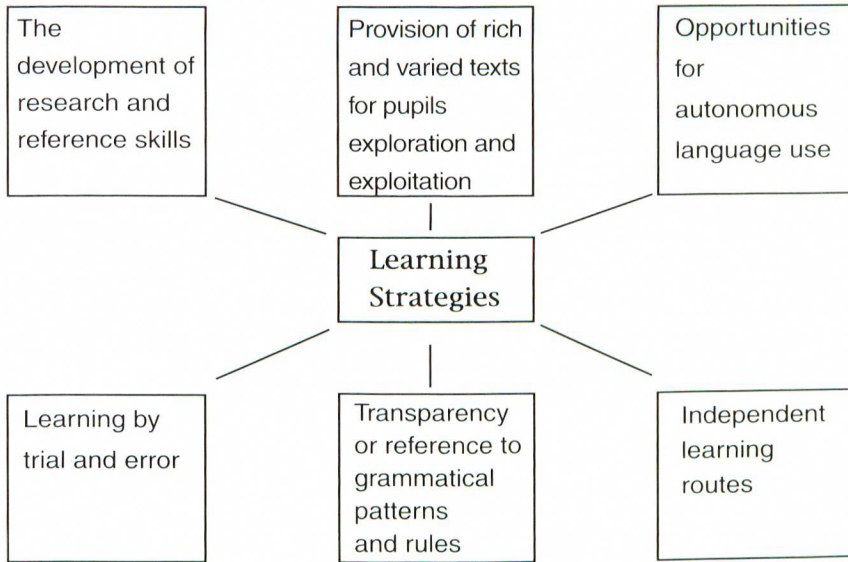 The
development of
research and
reference skills
Provision of rich
and varied texts
for pupils
exploration and
exploitation
Opportunities
for
autonomous
language use
Learning
Strategies
Learning by
trial and error
Transparency
or reference to
grammatical
patterns
and rules
Independent
learning
routes